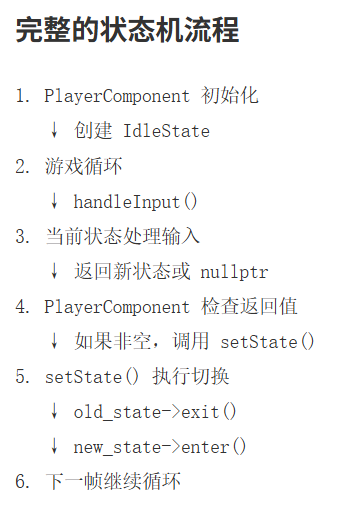 完整的状态机流程
1. PlayerComponent 初始化
↓ 创建 IdleState
2. 游戏循环
↓ handleInput()
3. 当前状态处理输入
↓ 返回新状态或 nullptr
4. PlayerComponent 检查返回值
↓ 如果非空，调用 setState()
5. setState() 执行切换
↓ old_state->exit()
↓ new_state->enter()
6. 下一帧继续循环